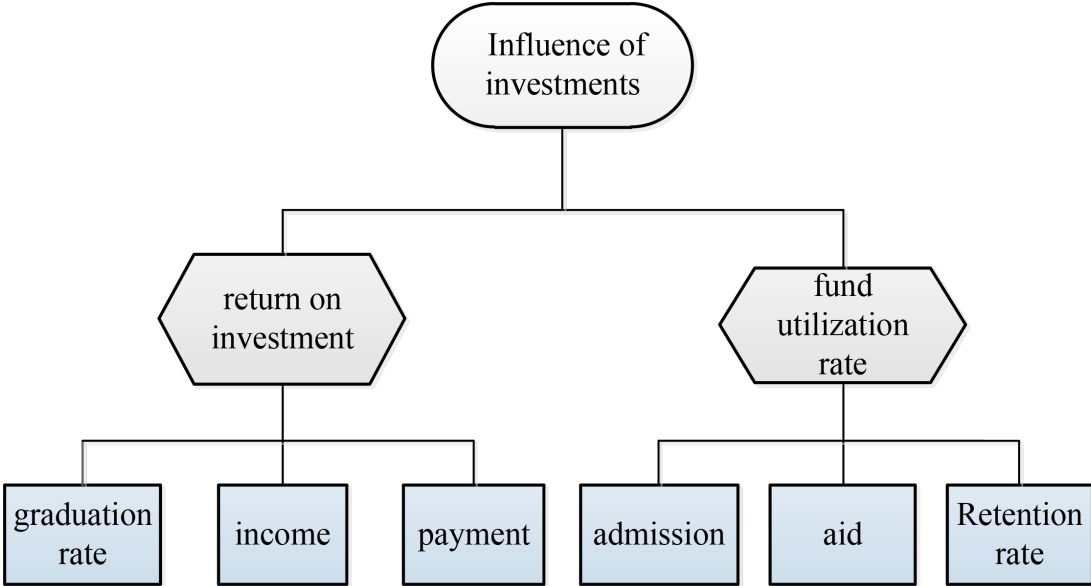 Influence of
investments
return on
investment
fund
utilization
rate
graduation
rate
income
payment
admission
aid
Retention
rate